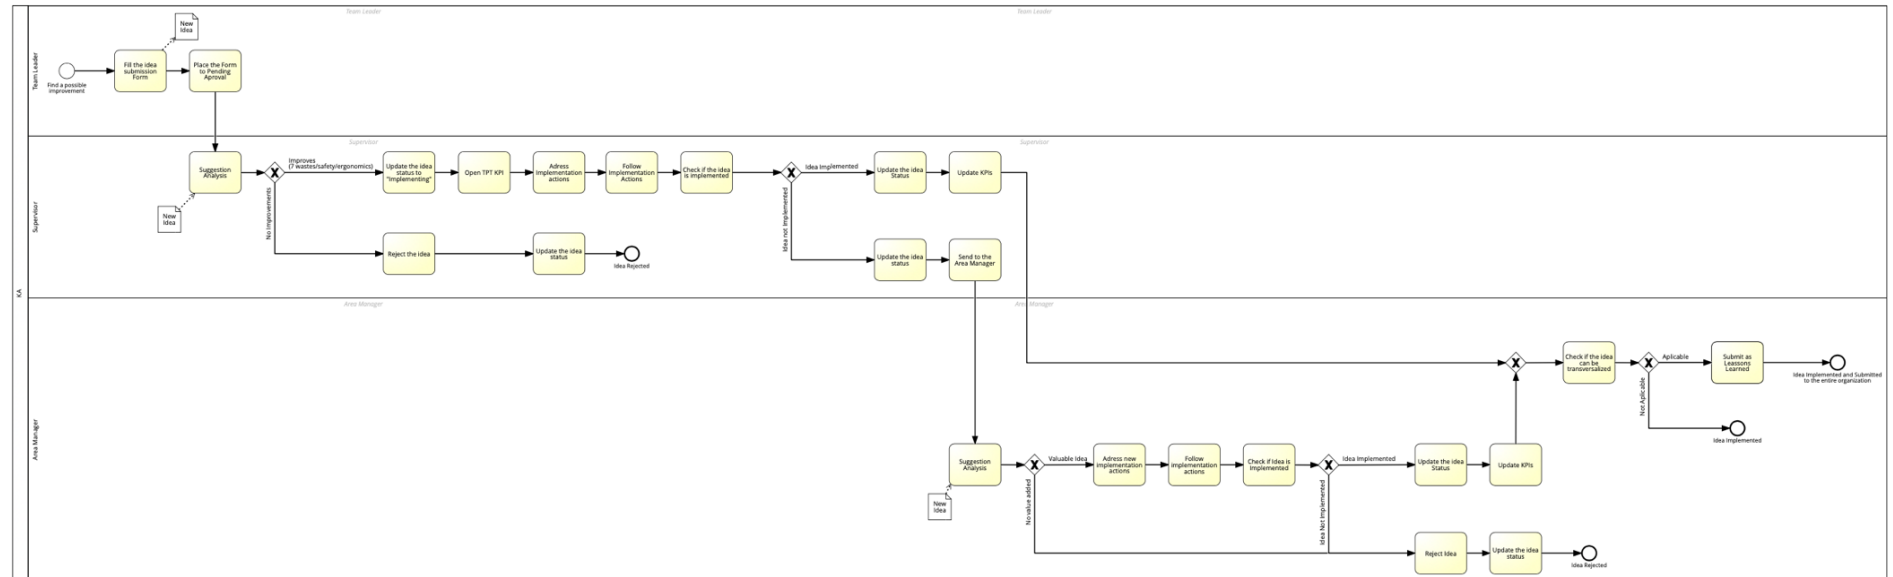 Team Leader
Team Leader
KA
Team Leader
New
Idea
Find a possible
improvement
Fill the idea
submission
Form
Place the Form
to Pending
Aproval
Supervisor
Supervisor
Supervisor
Suggestion
Analysis
New
Idea
Improves
(7 wastes/safety/ergonomics)
No Improvements
Update the idea
status to
"Implementing"
Open TPT KPI
Adress
Implementation
actions
Follow
Implementation
Actions
Check if the idea
is implemented
Idea Implemented
Idea not Implemented
Update the idea
Status
Update KPIs
Reject the idea
Update the idea
status
Idea Rejected
Update the idea
status
Send to the
Area Manager
Area Manager
Area Manager
Area Manager
Check if the idea
can be
transversalized
Aplicable
Not Aplicable
Submit as
Leassons
Learned
Idea Implemented and Submitted
to the entire organization
Idea Implemented
Suggestion
Analysis
New
Idea
Valuable Idea
No value added
Adress new
implementation
actions
Follow
implementation
actions
Check if Idea is
Implemented
Idea Implemented
Idea Not Implemented
Update the idea
Status
Update KPIs
Reject Idea
Update the idea
status
Idea Rejected